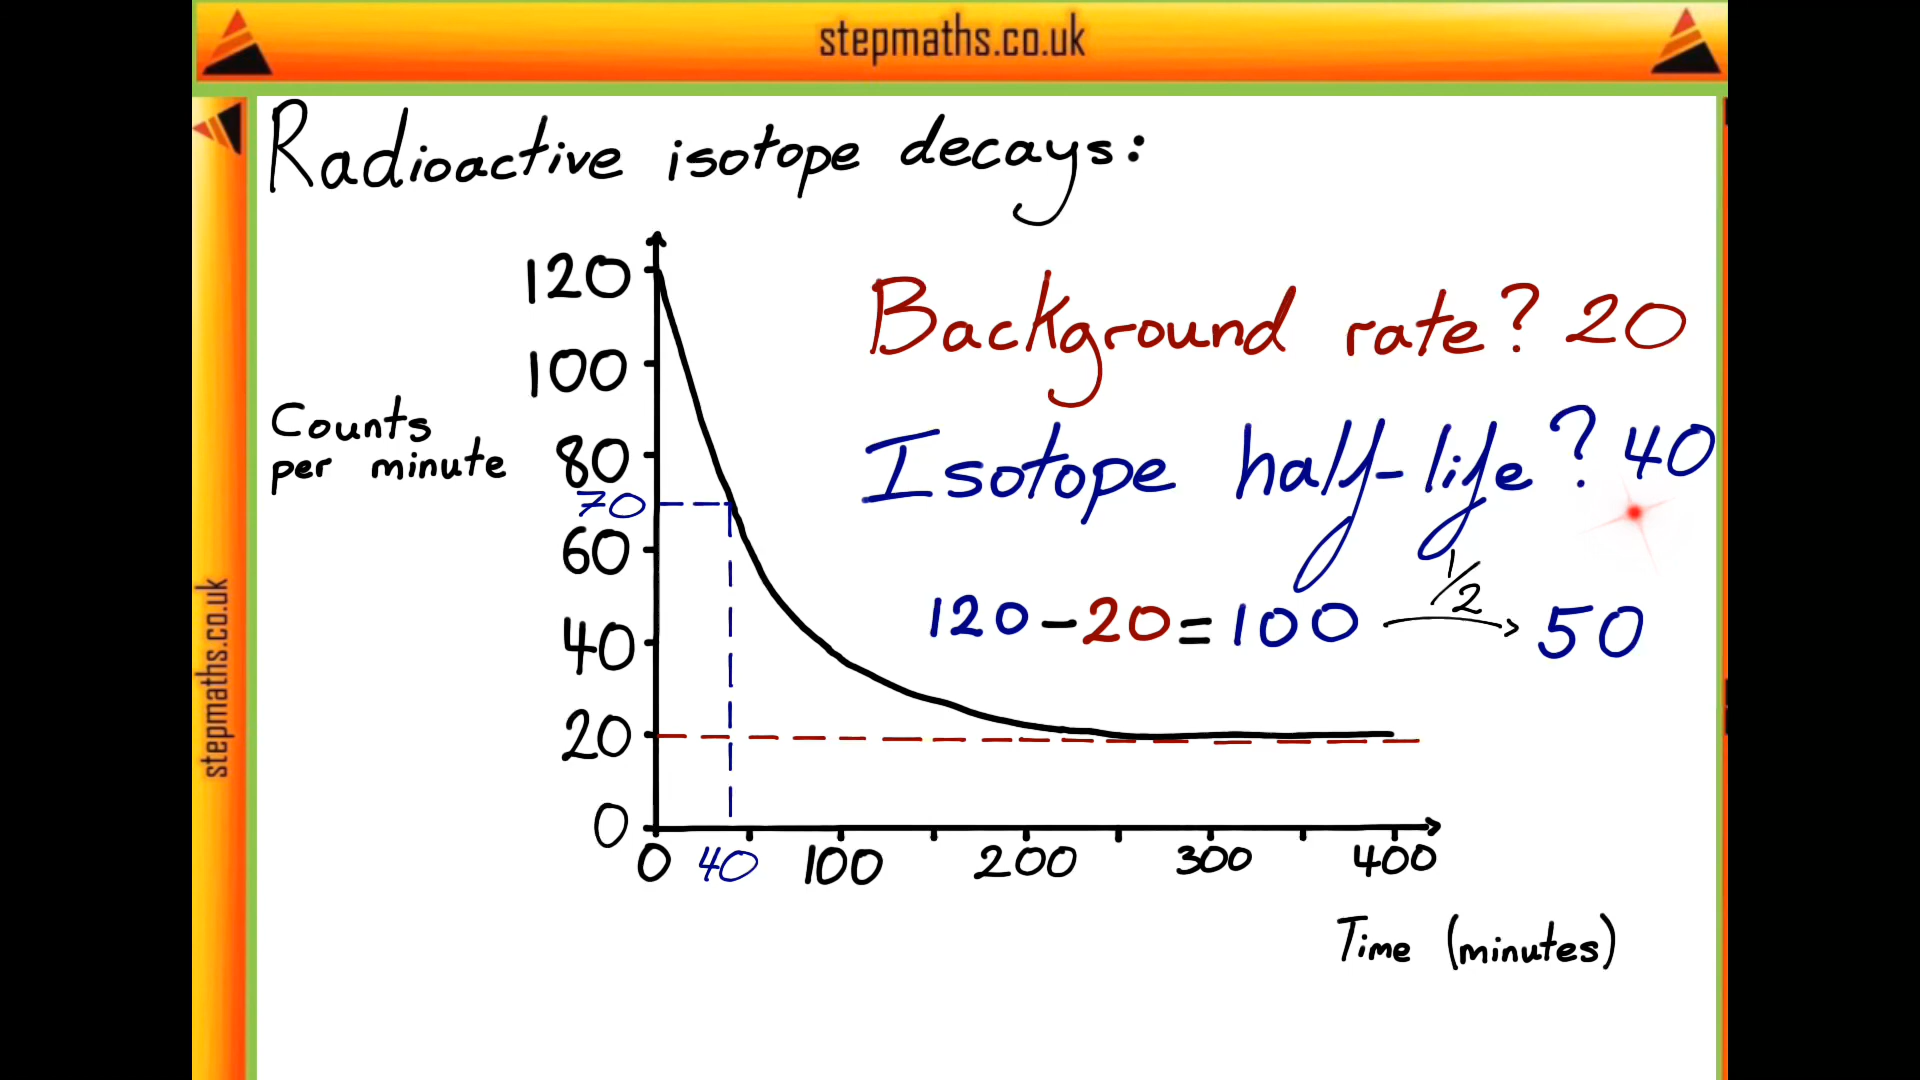 stepmaths.co.uk
stepmaths.co.uk
Radioactive isotope decays:
Counts
per minute
120
100
80
70
60
40
20
0
0 40 100 200 300 400
Time (minutes)
Background rate? 20
Isotope half-life? 40
1/2
120-20=100 50